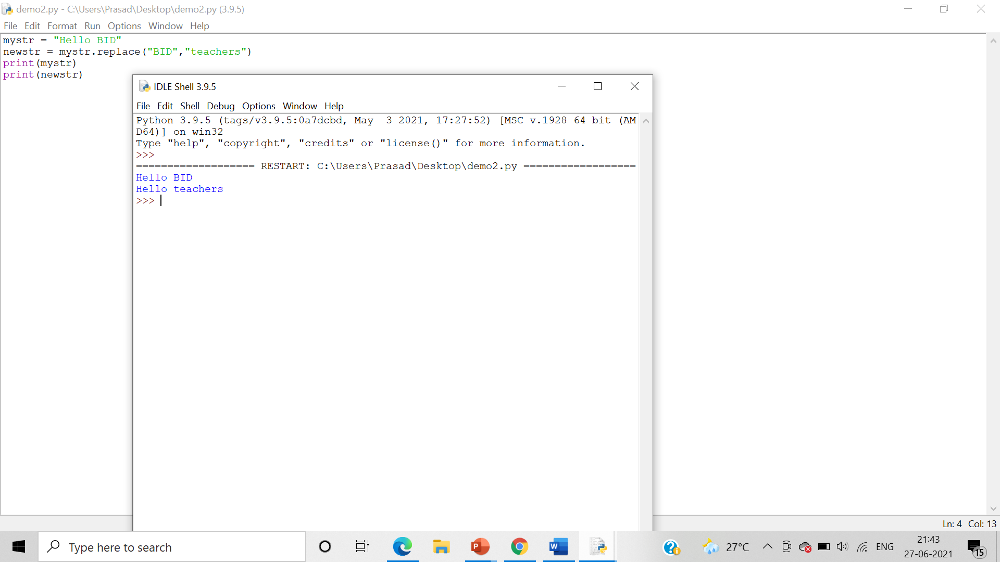 demo2.py - C:\Users\Prasad\Desktop\demo2.py (3.9.5)
File Edit Format Run Options Window Help
mystr = "Hello BID"
newstr = mystr.replace("BID","teachers")
print(mystr)
print(newstr)
IDLE Shell 3.9.5
File Edit Shell Debug Options Window Help
Python 3.9.5 (tags/v3.9.5:0a7dcbd, May  3 2021, 17:27:52) [MSC v.1928 64 bit (AM
D64)] on win32
Type "help", "copyright", "credits" or "license()" for more information.
>>>
=================== RESTART: C:\Users\Prasad\Desktop\demo2.py ==================
Hello BID
Hello teachers
>>>
Ln: 4 Col: 13
Type here to search
27°C
ENG
21:43
27-06-2021
15